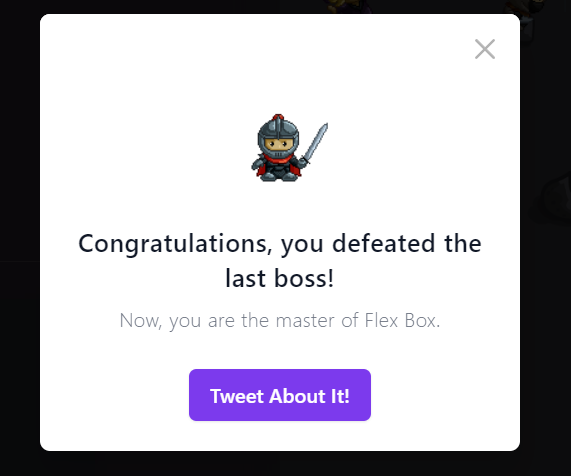 Congratulations, you defeated the
last boss!
Now, you are the master of Flex Box.
Tweet About It!